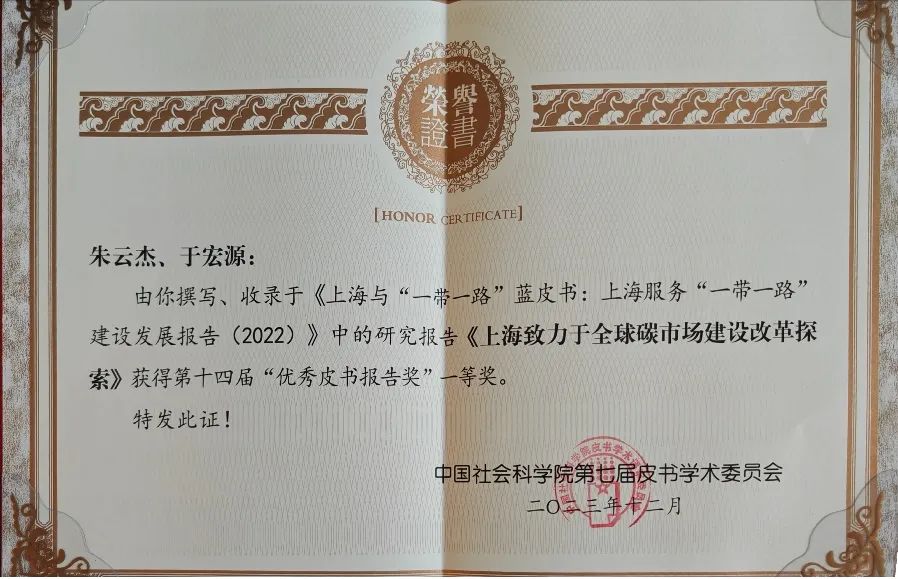 榮譽
證書
[HONOR CERTIFICATE]
朱云杰、于宏源：
由你撰写、收录于《上海与“一带一路”蓝皮书：上海服务“一带一路”
建设发展报告（2022）》中的研究报告《上海致力于全球碳市场建设改革探
索》获得第十四届“优秀皮书报告奖”一等奖。
特发此证！
中国社会科学院第七届皮书学术委员会
二〇二三年十二月